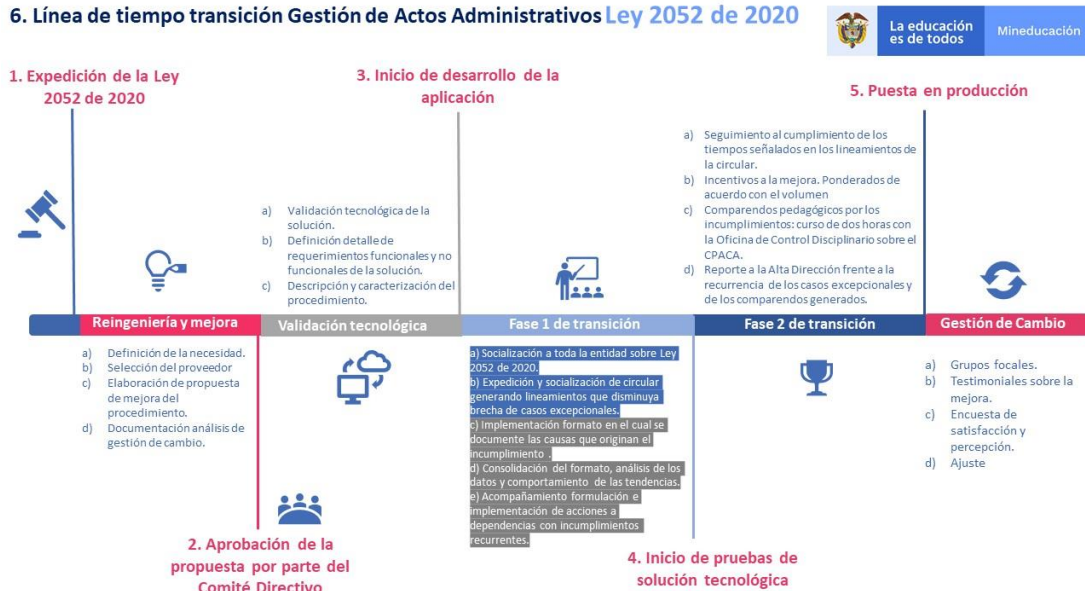 6. Línea de tiempo transición Gestión de Actos Administrativos Ley 2052 de 2020
La educación
es de todos
Mineducación
1. Expedición de la Ley
2052 de 2020
3. Inicio de desarrollo de la
aplicación
5. Puesta en producción
a) Validación tecnológica de la
solución.
b) Definición detalle de
requerimientos funcionales y no
funcionales de la solución.
c) Descripción y caracterización del
procedimiento.
a) Seguimiento al cumplimiento de los
tiempos señalados en los lineamientos de
la circular.
b) Incentivos a la mejora. Ponderados de
acuerdo con el volumen
c) Comparendos pedagógicos por los
incumplimientos: curso de dos horas con
la Oficina de Control Disciplinario sobre el
CPACA.
d) Reporte a la Alta Dirección frente a la
recurrencia de los casos excepcionales y
de los comparendos generados.
Reingeniería y mejora
Validación tecnológica
Fase 1 de transición
Fase 2 de transición
Gestión de Cambio
a) Definición de la necesidad.
b) Selección del proveedor
c) Elaboración de propuesta
de mejora del
procedimiento.
d) Documentación análisis de
gestión de cambio.
a) Socialización a toda la entidad sobre Ley
2052 de 2020.
b) Expedición y socialización de circular
generando lineamientos que disminuya
brecha de casos excepcionales.
c) Implementación formato en el cual se
documente las causas que originan el
incumplimiento .
d) Consolidación del formato, análisis de los
datos y comportamiento de las tendencias.
e) Acompañamiento formulación e
implementación de acciones a
dependencias con incumplimientos
recurrentes.
a) Grupos focales.
b) Testimoniales sobre la
mejora.
c) Encuesta de
satisfacción y
percepción.
d) Ajuste
2. Aprobación de la
propuesta por parte del
Comité Directivo
4. Inicio de pruebas de
solución tecnológica